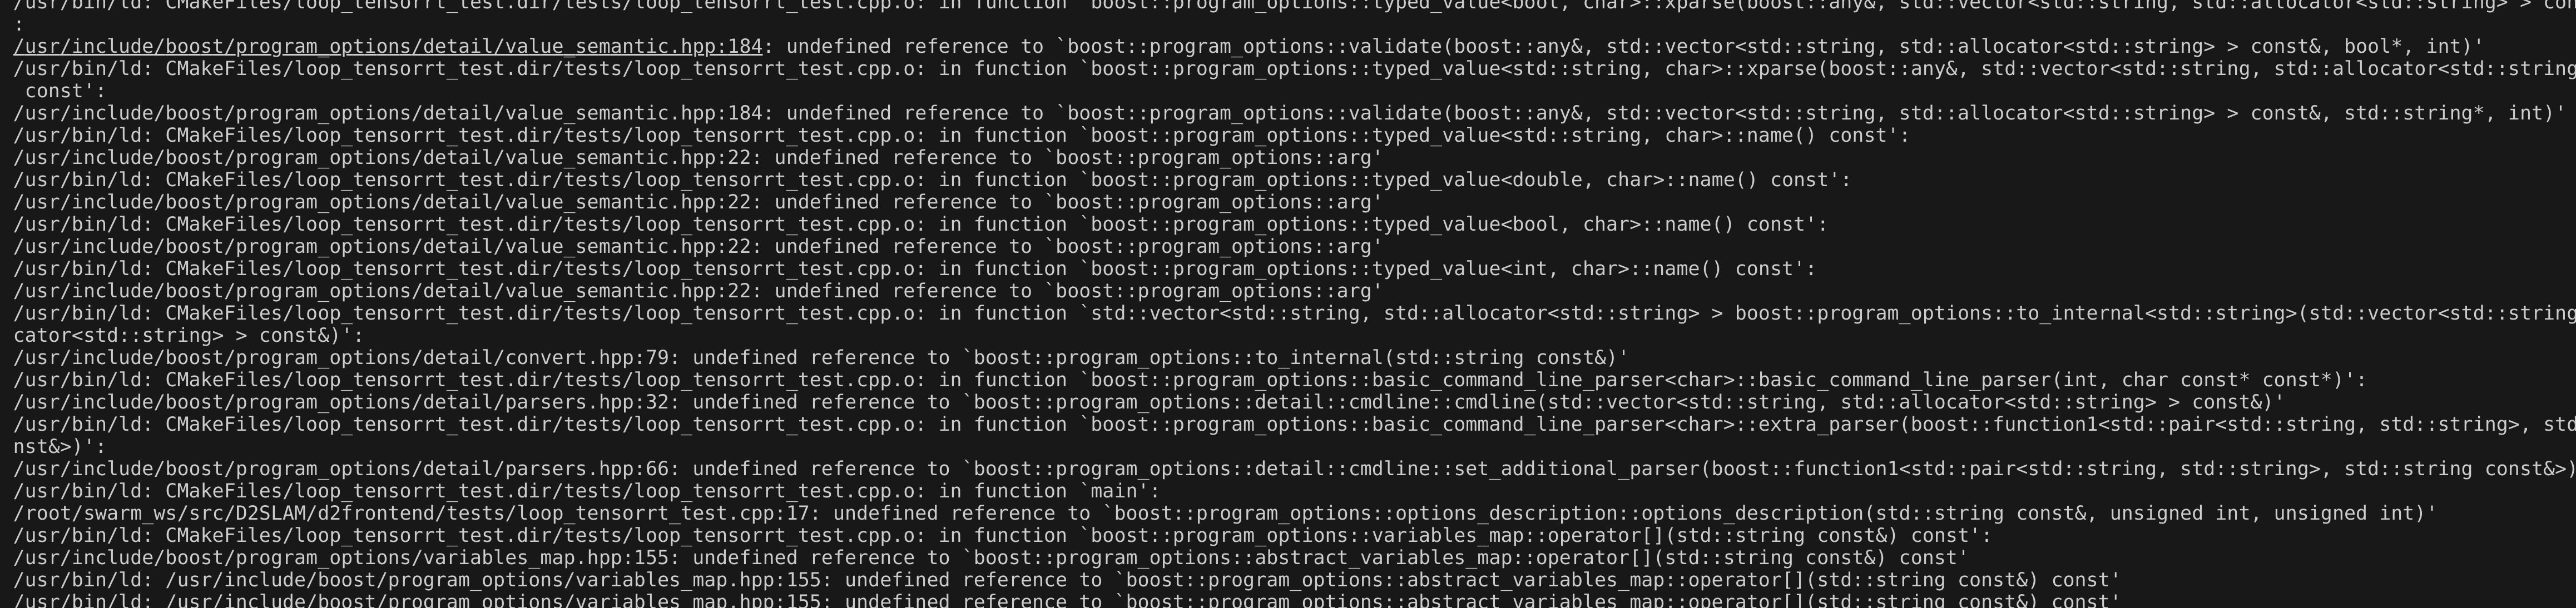 /usr/bin/ld: CMakeFiles/loop_tensorrt_test.dir/tests/loop_tensorrt_test.cpp.o: in function `boost::program_options::typed_value<bool, char>::xparse(boost::any&, std::vector<std::string, std::allocator<std::string> > con
:
/usr/include/boost/program_options/detail/value_semantic.hpp:184: undefined reference to `boost::program_options::validate(boost::any&, std::vector<std::string, std::allocator<std::string> > const&, bool*, int)'
/usr/bin/ld: CMakeFiles/loop_tensorrt_test.dir/tests/loop_tensorrt_test.cpp.o: in function `boost::program_options::typed_value<std::string, char>::xparse(boost::any&, std::vector<std::string, std::allocator<std::string
 const':
/usr/include/boost/program_options/detail/value_semantic.hpp:184: undefined reference to `boost::program_options::validate(boost::any&, std::vector<std::string, std::allocator<std::string> > const&, std::string*, int)'
/usr/bin/ld: CMakeFiles/loop_tensorrt_test.dir/tests/loop_tensorrt_test.cpp.o: in function `boost::program_options::typed_value<std::string, char>::name() const':
/usr/include/boost/program_options/detail/value_semantic.hpp:22: undefined reference to `boost::program_options::arg'
/usr/bin/ld: CMakeFiles/loop_tensorrt_test.dir/tests/loop_tensorrt_test.cpp.o: in function `boost::program_options::typed_value<double, char>::name() const':
/usr/include/boost/program_options/detail/value_semantic.hpp:22: undefined reference to `boost::program_options::arg'
/usr/bin/ld: CMakeFiles/loop_tensorrt_test.dir/tests/loop_tensorrt_test.cpp.o: in function `boost::program_options::typed_value<bool, char>::name() const':
/usr/include/boost/program_options/detail/value_semantic.hpp:22: undefined reference to `boost::program_options::arg'
/usr/bin/ld: CMakeFiles/loop_tensorrt_test.dir/tests/loop_tensorrt_test.cpp.o: in function `boost::program_options::typed_value<int, char>::name() const':
/usr/include/boost/program_options/detail/value_semantic.hpp:22: undefined reference to `boost::program_options::arg'
/usr/bin/ld: CMakeFiles/loop_tensorrt_test.dir/tests/loop_tensorrt_test.cpp.o: in function `std::vector<std::string, std::allocator<std::string> > boost::program_options::to_internal<std::string>(std::vector<std::string
cator<std::string> > const&)':
/usr/include/boost/program_options/detail/convert.hpp:79: undefined reference to `boost::program_options::to_internal(std::string const&)'
/usr/bin/ld: CMakeFiles/loop_tensorrt_test.dir/tests/loop_tensorrt_test.cpp.o: in function `boost::program_options::basic_command_line_parser<char>::basic_command_line_parser(int, char const* const*)':
/usr/include/boost/program_options/detail/parsers.hpp:32: undefined reference to `boost::program_options::detail::cmdline::cmdline(std::vector<std::string, std::allocator<std::string> > const&)'
/usr/bin/ld: CMakeFiles/loop_tensorrt_test.dir/tests/loop_tensorrt_test.cpp.o: in function `boost::program_options::basic_command_line_parser<char>::extra_parser(boost::function1<std::pair<std::string, std::string>, std
nst&>)':
/usr/include/boost/program_options/detail/parsers.hpp:66: undefined reference to `boost::program_options::detail::cmdline::set_additional_parser(boost::function1<std::pair<std::string, std::string>, std::string const&>)
/usr/bin/ld: CMakeFiles/loop_tensorrt_test.dir/tests/loop_tensorrt_test.cpp.o: in function `main':
/root/swarm_ws/src/D2SLAM/d2frontend/tests/loop_tensorrt_test.cpp:17: undefined reference to `boost::program_options::options_description::options_description(std::string const&, unsigned int, unsigned int)'
/usr/bin/ld: CMakeFiles/loop_tensorrt_test.dir/tests/loop_tensorrt_test.cpp.o: in function `boost::program_options::variables_map::operator[](std::string const&) const':
/usr/include/boost/program_options/variables_map.hpp:155: undefined reference to `boost::program_options::abstract_variables_map::operator[](std::string const&) const'
/usr/bin/ld: /usr/include/boost/program_options/variables_map.hpp:155: undefined reference to `boost::program_options::abstract_variables_map::operator[](std::string const&) const'
/usr/bin/ld: /usr/include/boost/program_options/variables_map.hpp:155: undefined reference to `boost::program_options::abstract_variables_map::operator[](std::string const&) const'